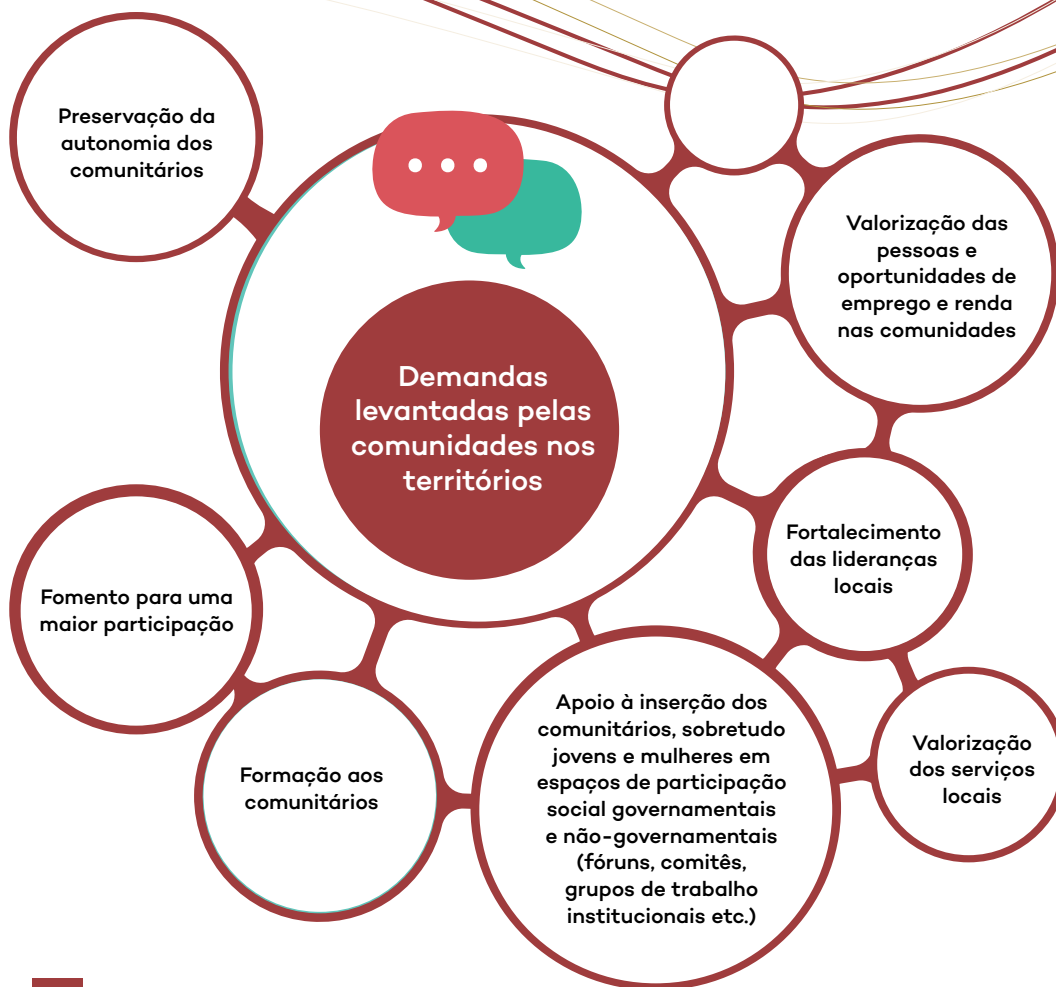 Preservação da
autonomia dos
comunitários
Valorização das
pessoas e
oportunidades de
emprego e renda
nas comunidades
Demandas
levantadas pelas
comunidades nos
territórios
Fortalecimento
das lideranças
locais
Fomento para uma
maior participação
Apoio à inserção dos
comunitários, sobretudo
jovens e mulheres em
espaços de participação
social governamentais
e não-governamentais
(fóruns, comitês,
grupos de trabalho
institucionais etc.)
Valorização
dos serviços
locais
Formação aos
comunitários